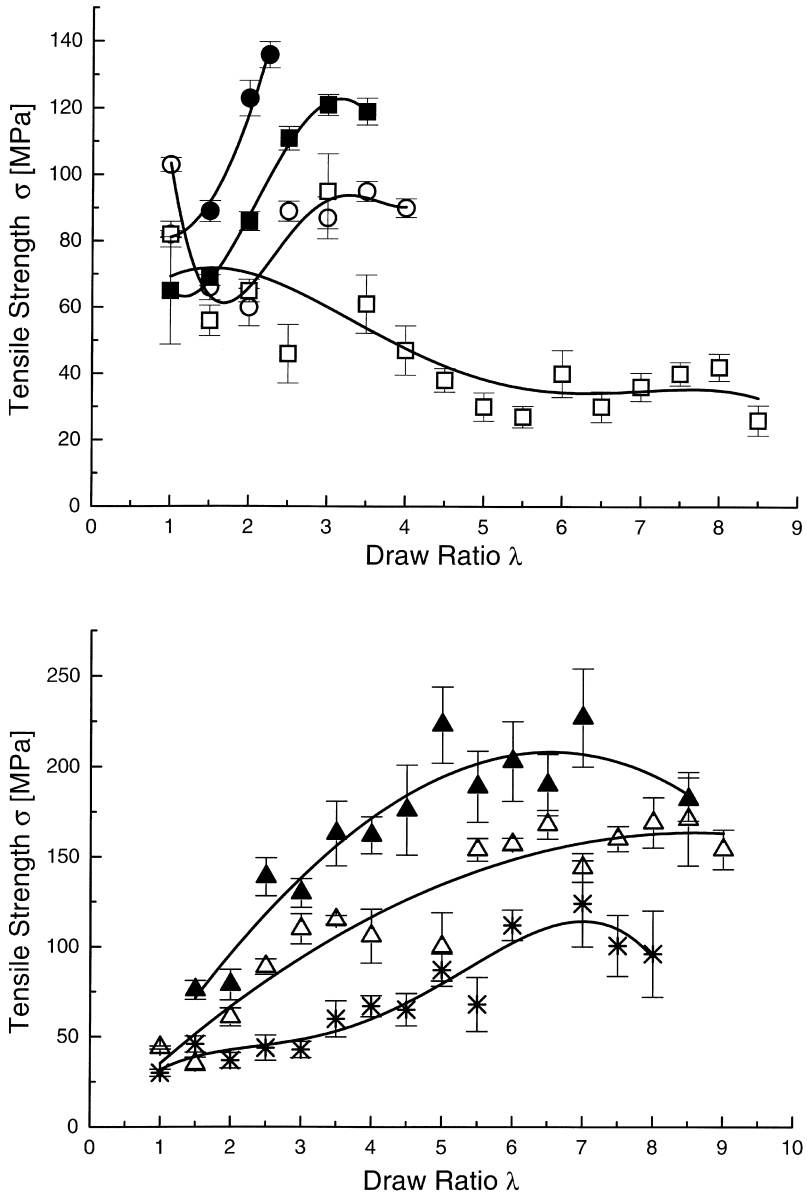 140
120
100
80
60
40
20
0
Tensile Strength σ [MPa]
0 1 2 3 4 5 6 7 8 9
Draw Ratio λ
250
200
150
100
50
0
Tensile Strength σ [MPa]
0 1 2 3 4 5 6 7 8 9 10
Draw Ratio λ